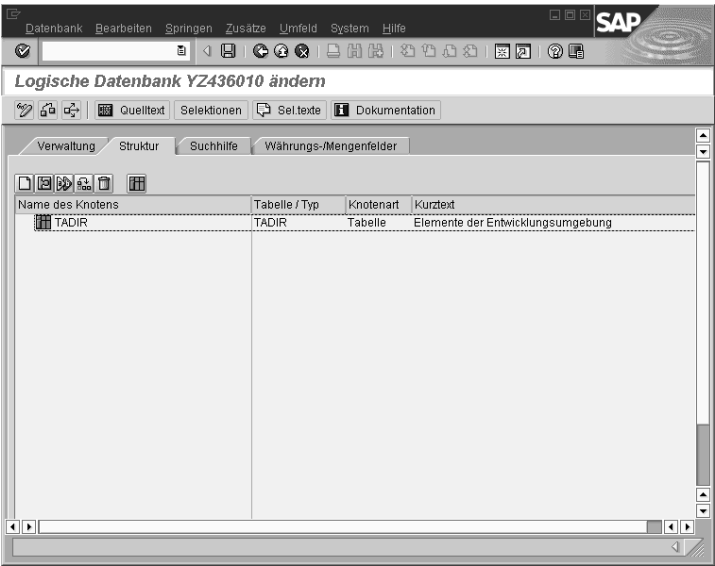 Datenbank Bearbeiten Springen Zusätze Umfeld System Hilfe
SAP
Logische Datenbank YZ436010 ändern
Quelltext Selektionen Sel.texte Dokumentation
Verwaltung Struktur Suchhilfe Währungs-/Mengenfelder
Name des Knotens Tabelle / Typ Knotenart Kurztext
TADIR TADIR Tabelle Elemente der Entwicklungsumgebung